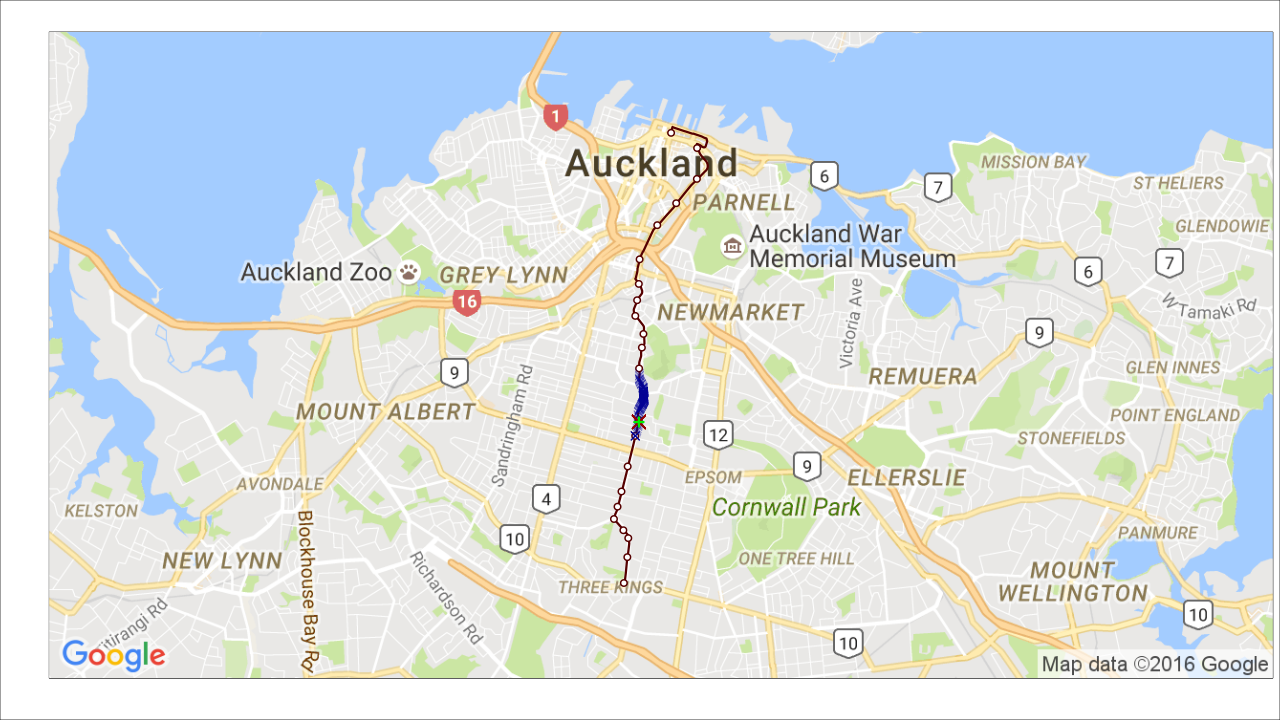 1
Auckland
6
MISSION BAY
7
ST HELIERS
PARNELL
GLENDOWIE
Auckland War
Memorial Museum
Auckland Zoo
GREY LYNN
6
7
16
NEWMARKET
Victoria Ave
W Tamaki Rd
9
9
Sandringham Rd
REMUERA
GLEN INNES
MOUNT ALBERT
POINT ENGLAND
12
STONEFIELDS
9
EPSOM
ELLERSLIE
AVONDALE
4
KELSTON
Cornwall Park
Blockhouse Bay Rd
10
PANMURE
NEW LYNN
Richardson Rd
ONE TREE HILL
MOUNT
WELLINGTON
THREE KINGS
10
Titirangi Rd
10
Google
Map data ©2016 Google